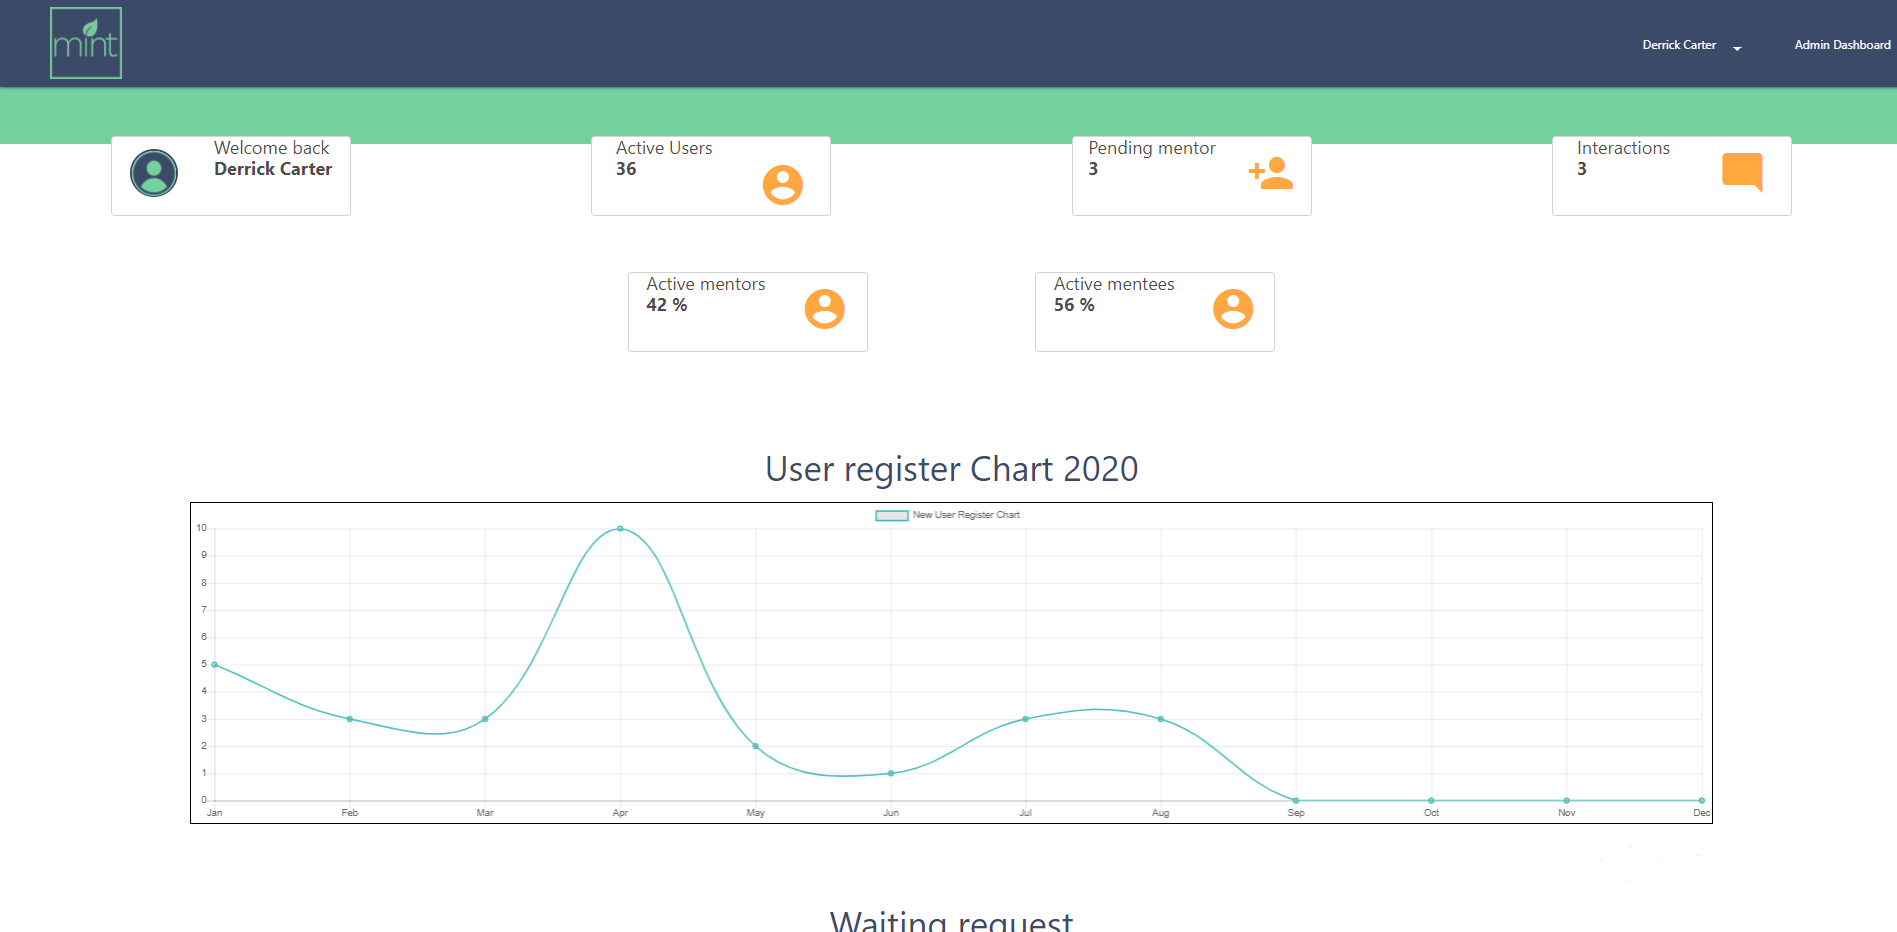 mint
Derrick Carter
Admin Dashboard
Welcome back
Derrick Carter
Active Users
36
Pending mentor
3
Interactions
3
Active mentors
42 %
Active mentees
56 %
User register Chart 2020
New User Register Chart
10
9
8
7
6
5
4
3
2
1
0
Jan Feb Mar Apr May Jun Jul Aug Sep Oct Nov Dec
Waiting request